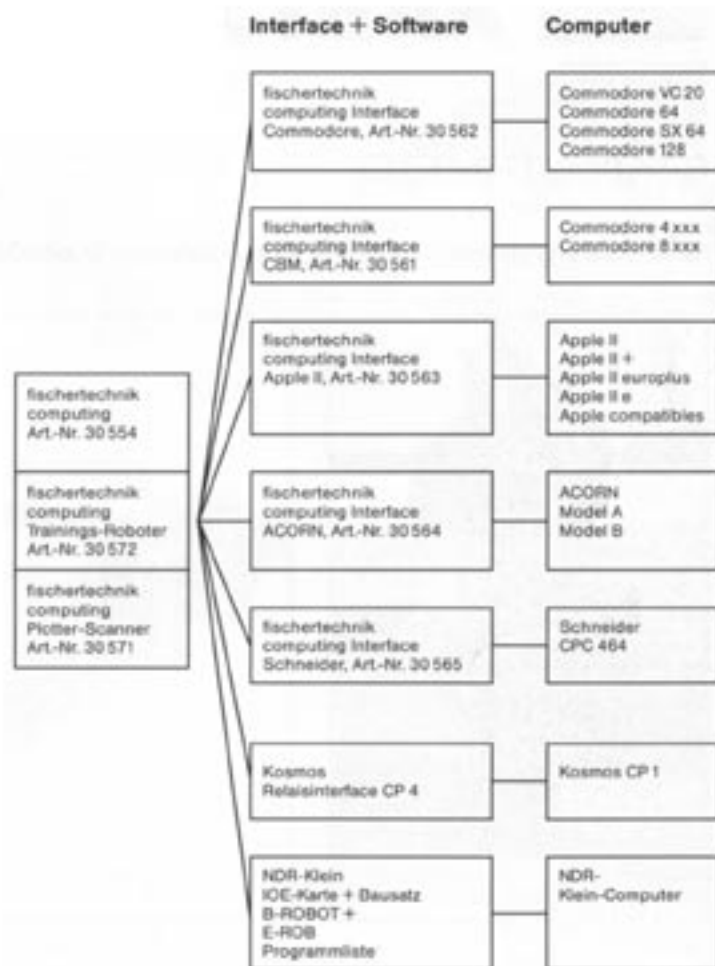 Interface + Software
Computer
fischertechnik
computing Interface
Commodore, Art.-Nr. 30 562
Commodore VC 20
Commodore 64
Commodore SX 64
Commodore 128
fischertechnik
computing Interface
CBM, Art.-Nr. 30 561
Commodore 4 xxx
Commodore 8 xxx
fischertechnik
computing Interface
Apple II, Art.-Nr. 30 563
Apple II
Apple II +
Apple II europlus
Apple II e
Apple compatibles
fischertechnik
computing
Art.-Nr. 30 554
fischertechnik
computing
Trainings-Roboter
Art.-Nr. 30 572
fischertechnik
computing
Plotter-Scanner
Art.-Nr. 30 571
fischertechnik
computing Interface
ACORN, Art.-Nr. 30 564
ACORN
Model A
Model B
fischertechnik
computing Interface
Schneider, Art.-Nr. 30 565
Schneider
CPC 464
Kosmos
Relaisinterface CP 4
Kosmos CP 1
NDR-Klein
IOE-Karte + Bausatz
B-ROBOT +
E-ROB
Programmliste
NDR-
Klein-Computer